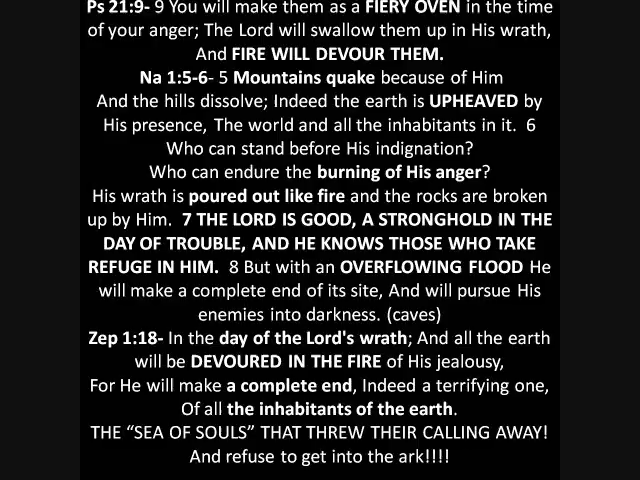 Ps 21:9- 9 You will make them as a FIERY OVEN in the time
of your anger; The Lord will swallow them up in His wrath,
And FIRE WILL DEVOUR THEM.
Na 1:5-6- 5 Mountains quake because of Him
And the hills dissolve; Indeed the earth is UPHEAVED by
His presence, The world and all the inhabitants in it. 6
Who can stand before His indignation?
Who can endure the burning of His anger?
His wrath is poured out like fire and the rocks are broken
up by Him. 7 THE LORD IS GOOD, A STRONGHOLD IN THE
DAY OF TROUBLE, AND HE KNOWS THOSE WHO TAKE
REFUGE IN HIM. 8 But with an OVERFLOWING FLOOD He
will make a complete end of its site, And will pursue His
enemies into darkness. (caves)
Zep 1:18- In the day of the Lord's wrath; And all the earth
will be DEVOURED IN THE FIRE of His jealousy,
For He will make a complete end, Indeed a terrifying one,
Of all the inhabitants of the earth.
THE “SEA OF SOULS” THAT THREW THEIR CALLING AWAY!
And refuse to get into the ark!!!!